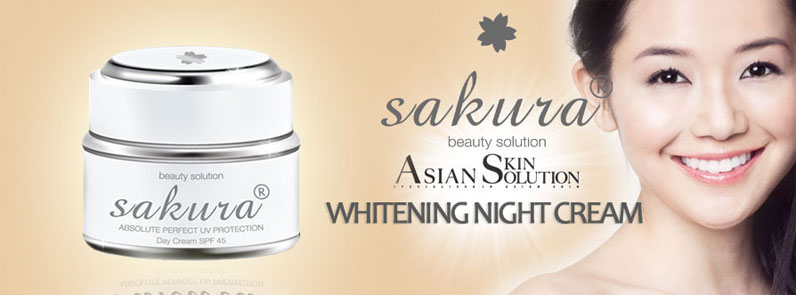 beauty solution
sakura®
ABSOLUTE PERFECT UV PROTECTION
Day Cream SPF 45
sakura®
beauty solution
ASIAN SKIN SOLUTION
WHITENING NIGHT CREAM